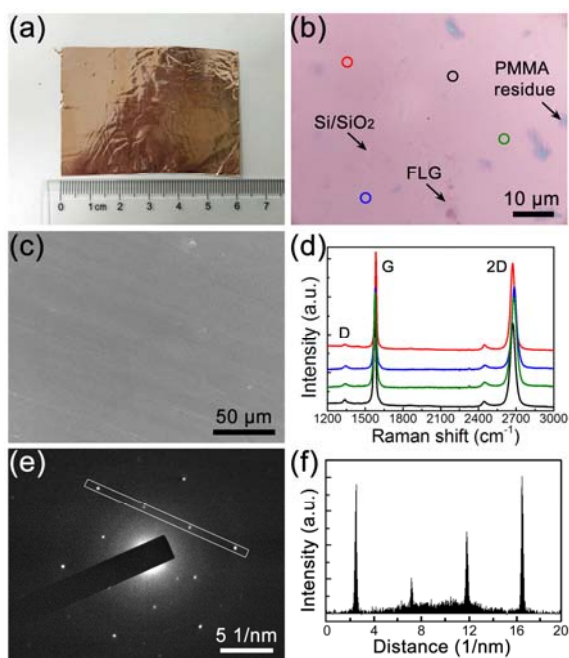 (a)
0 1cm 2 3 4 5 6 7
(b)
PMMA
residue
Si/SiO₂
FLG
10 μm
(c)
50 μm
(d)
Intensity (a.u.)
D
G
2D
1200 1500 1800 2100 2400 2700 3000
Raman shift (cm⁻¹)
(e)
5 1/nm
(f)
Intensity (a.u.)
0 4 8 12 16 20
Distance (1/nm)